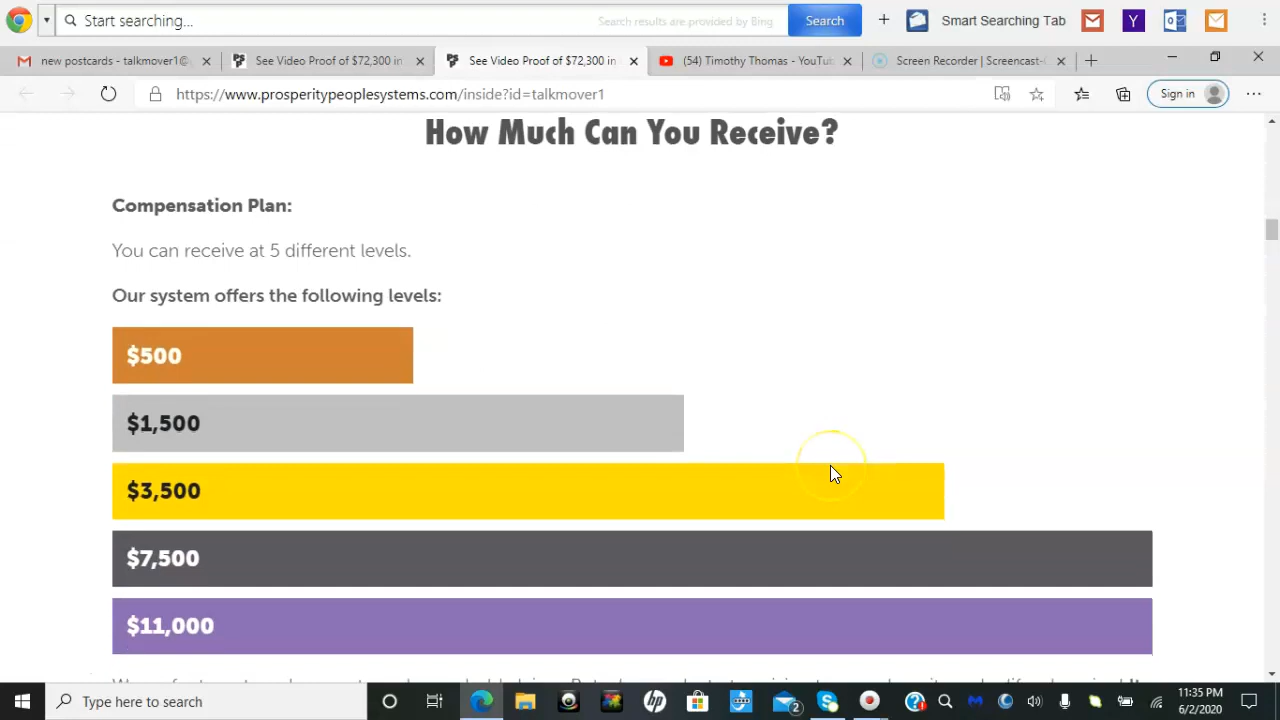 Start searching...
Search results are provided by Bing
Search
Smart Searching Tab
new postcards - talkmover1@
See Video Proof of $72,300 in
See Video Proof of $72,300 in
(54) Timothy Thomas - YouTu
Screen Recorder | Screencast-O
https://www.prosperitypeoplesystems.com/inside?id=talkmover1
Sign in
How Much Can You Receive?
Compensation Plan:
You can receive at 5 different levels.
Our system offers the following levels:
$500
$1,500
$3,500
$7,500
$11,000
Type here to search
2
11:35 PM
6/2/2020